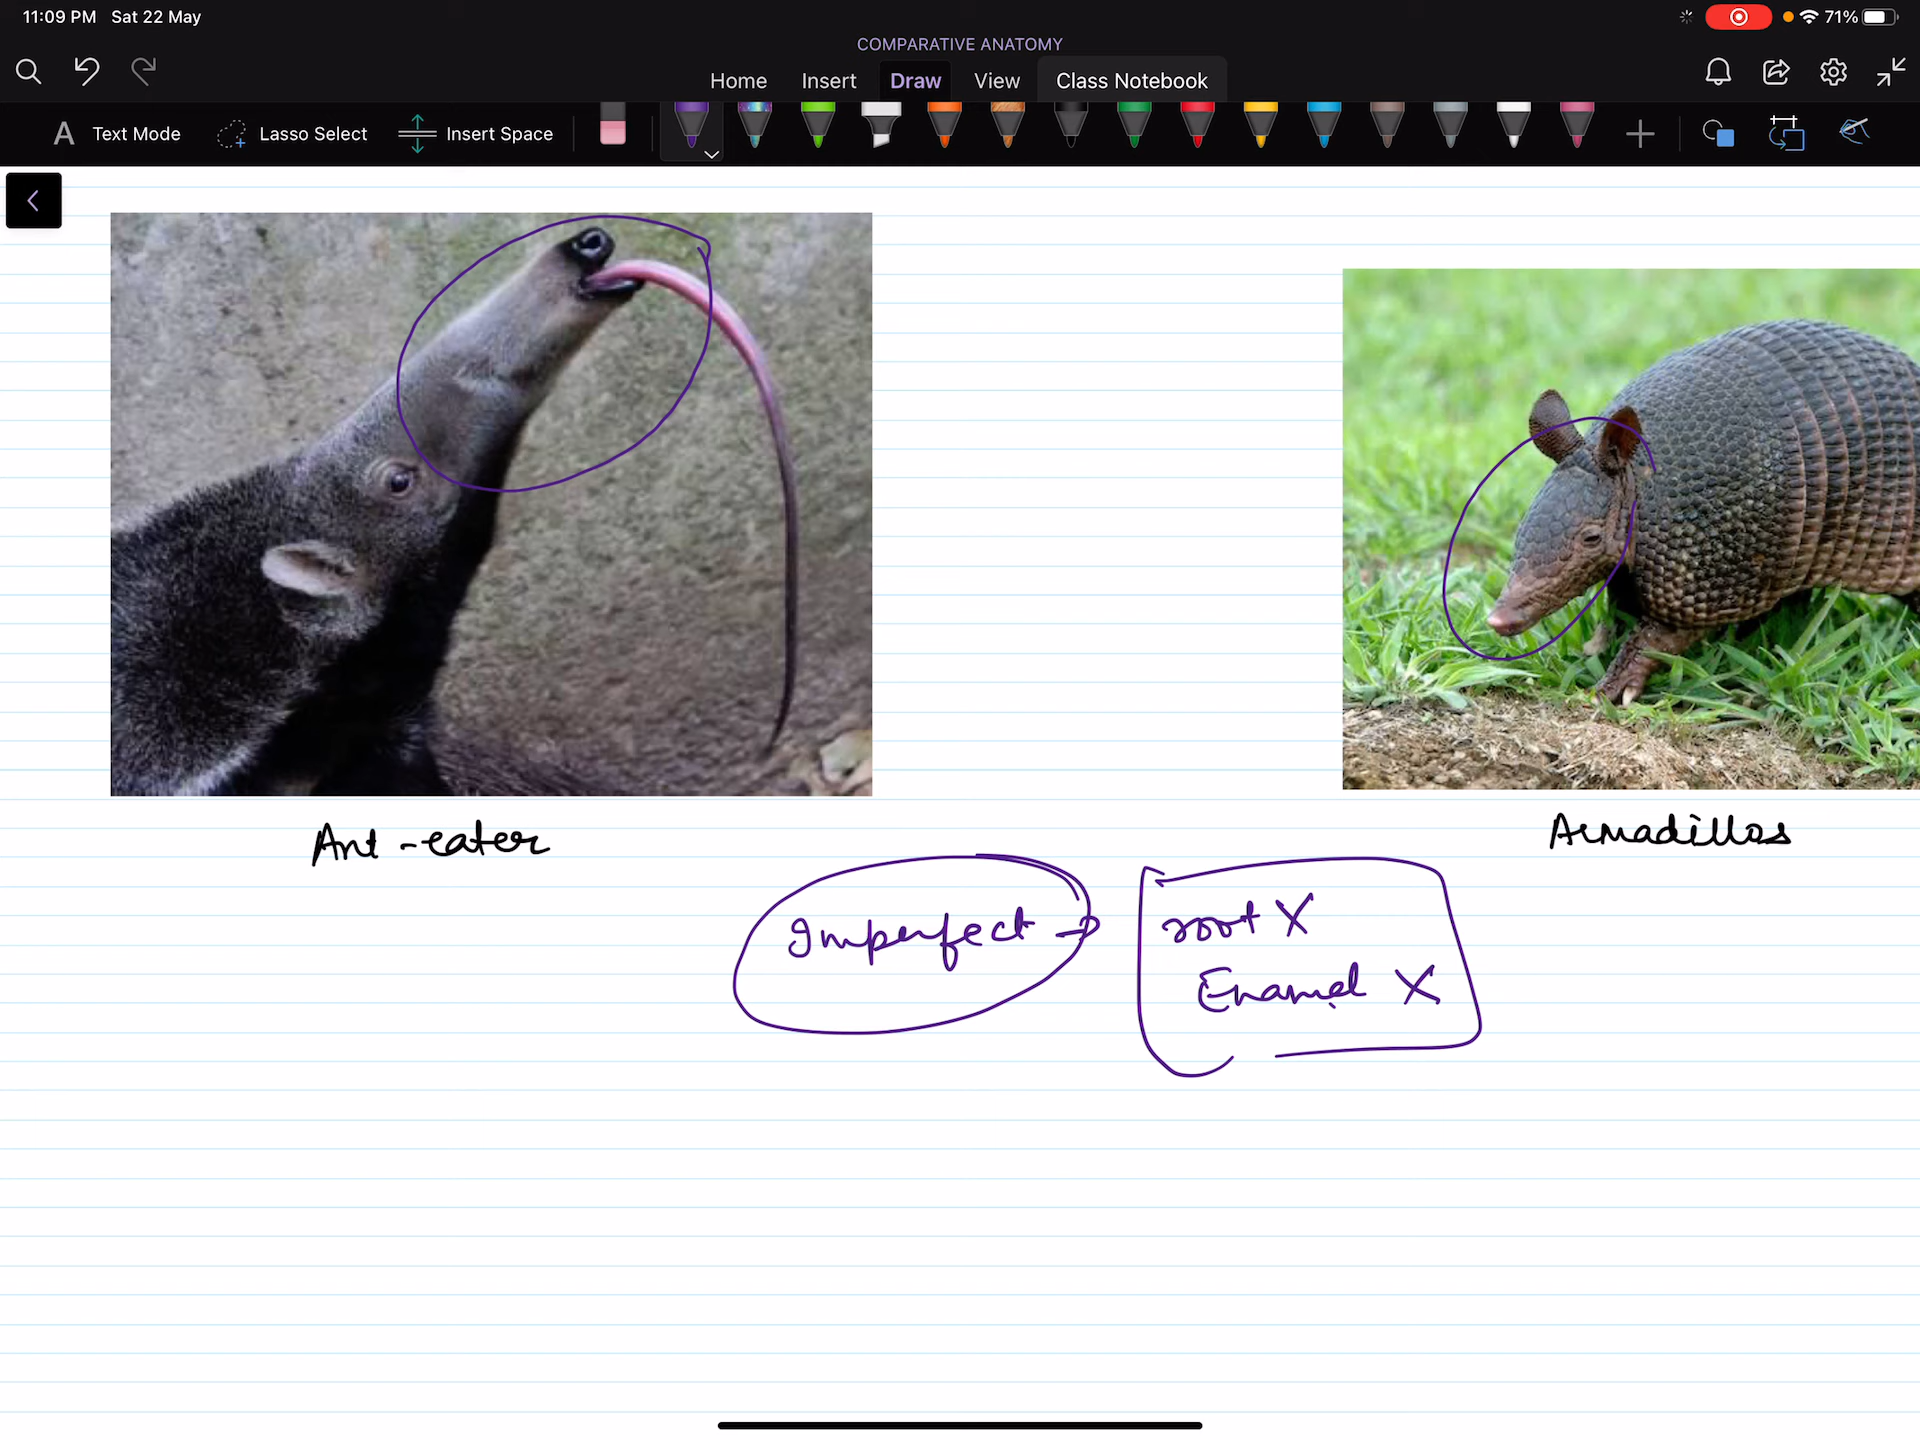 11:09 PM Sat 22 May
71%
COMPARATIVE ANATOMY
Home Insert Draw View Class Notebook
A Text Mode Lasso Select Insert Space
Ant-eater
Armadillos
Imperfect →
root X
Enamel X